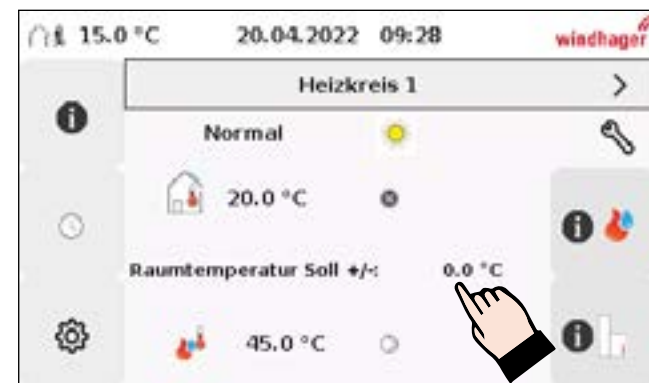 15.0 °C 20.04.2022 09:28 windhager
Heizkreis 1 >
Normal
20.0 °C
Raumtemperatur Soll +/-: 0.0 °C
45.0 °C